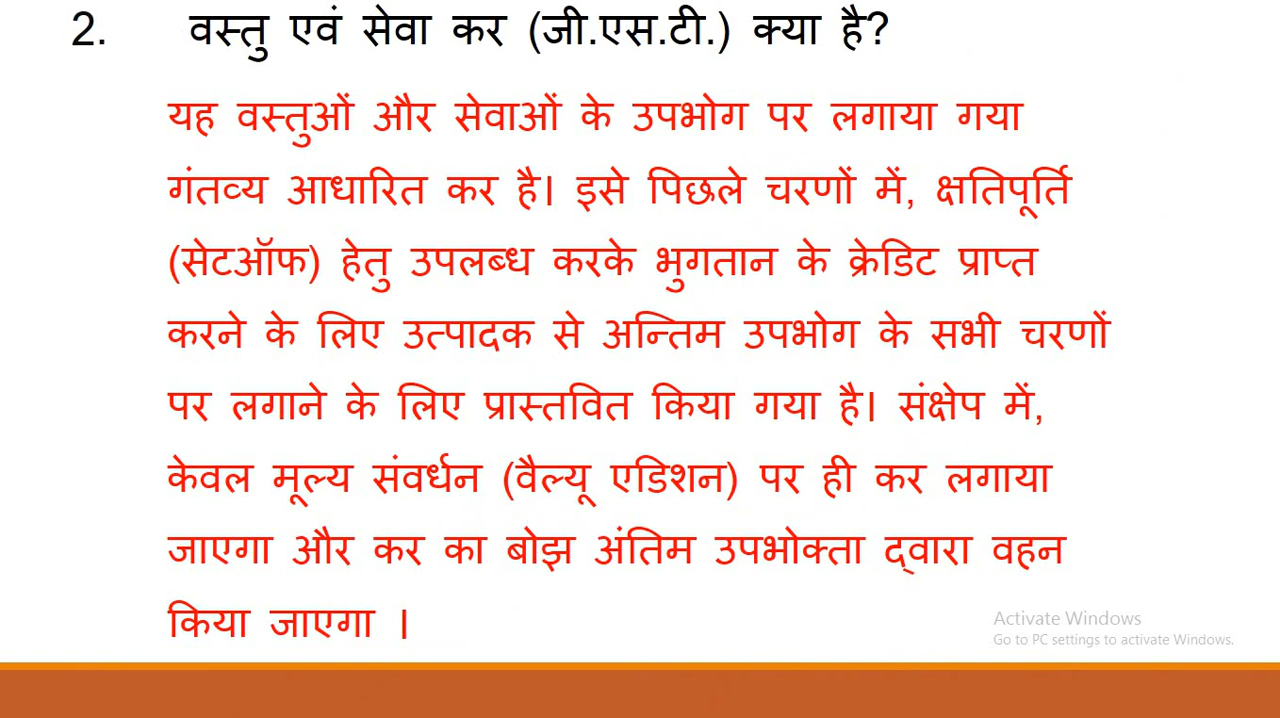 2. वस्तु एवं सेवा कर (जी.एस.टी.) क्या है?
यह वस्तुओं और सेवाओं के उपभोग पर लगाया गया
गंतव्य आधारित कर है। इसे पिछले चरणों में, क्षतिपूर्ति
(सेटऑफ) हेतु उपलब्ध करके भुगतान के क्रेडिट प्राप्त
करने के लिए उत्पादक से अन्तिम उपभोग के सभी चरणों
पर लगाने के लिए प्रास्तवित किया गया है। संक्षेप में,
केवल मूल्य संवर्धन (वैल्यू एडिशन) पर ही कर लगाया
जाएगा और कर का बोझ अंतिम उपभोक्ता द्वारा वहन
किया जाएगा ।
Activate Windows
Go to PC settings to activate Windows.